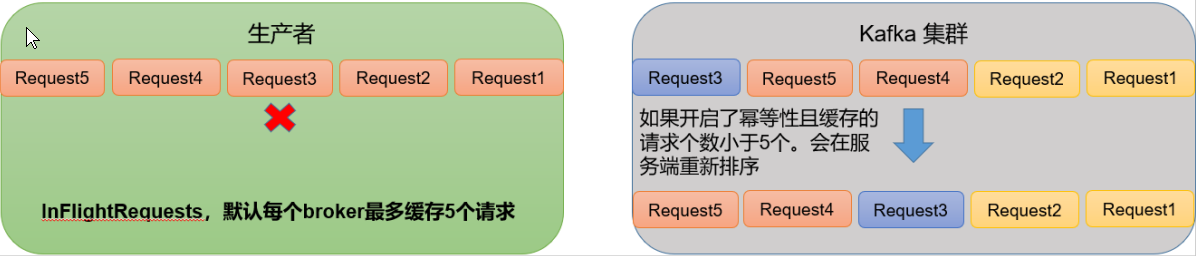 生产者
Request5 Request4 Request3 Request2 Request1
InFlightRequests，默认每个broker最多缓存5个请求
Kafka 集群
Request3 Request5 Request4 Request2 Request1
如果开启了幂等性且缓存的
请求个数小于5个。会在服
务端重新排序
Request5 Request4 Request3 Request2 Request1